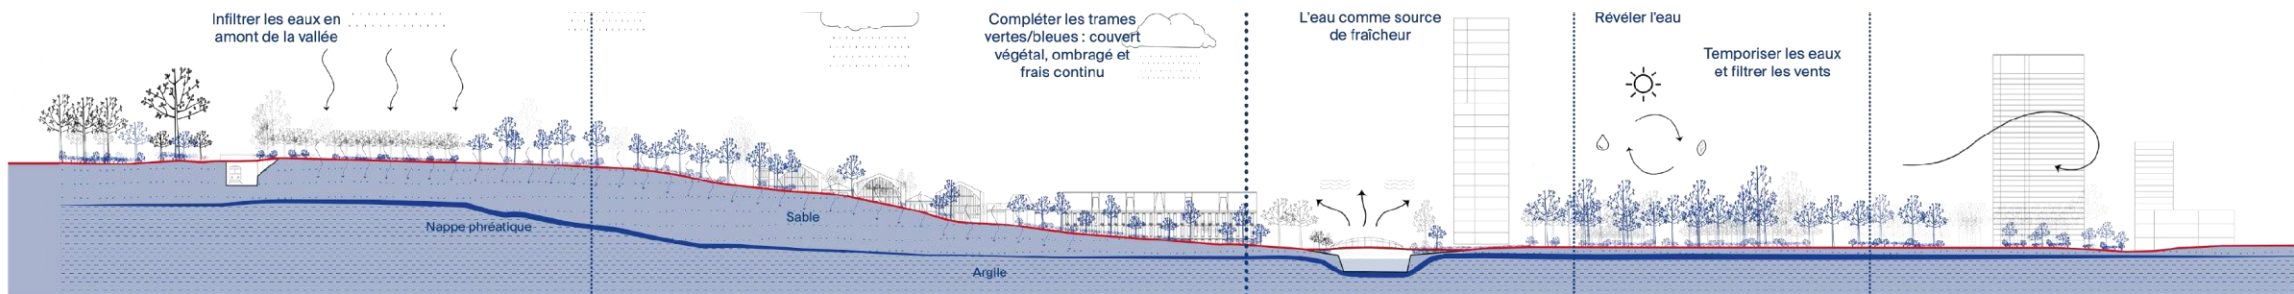 Infiltrer les eaux en
amont de la vallée
Compléter les trames
vertes/bleues : couvert
végétal, ombragé et
frais continu
L'eau comme source
de fraîcheur
Révéler l'eau
Temporiser les eaux
et filtrer les vents
Nappe phréatique
Sable
Argile